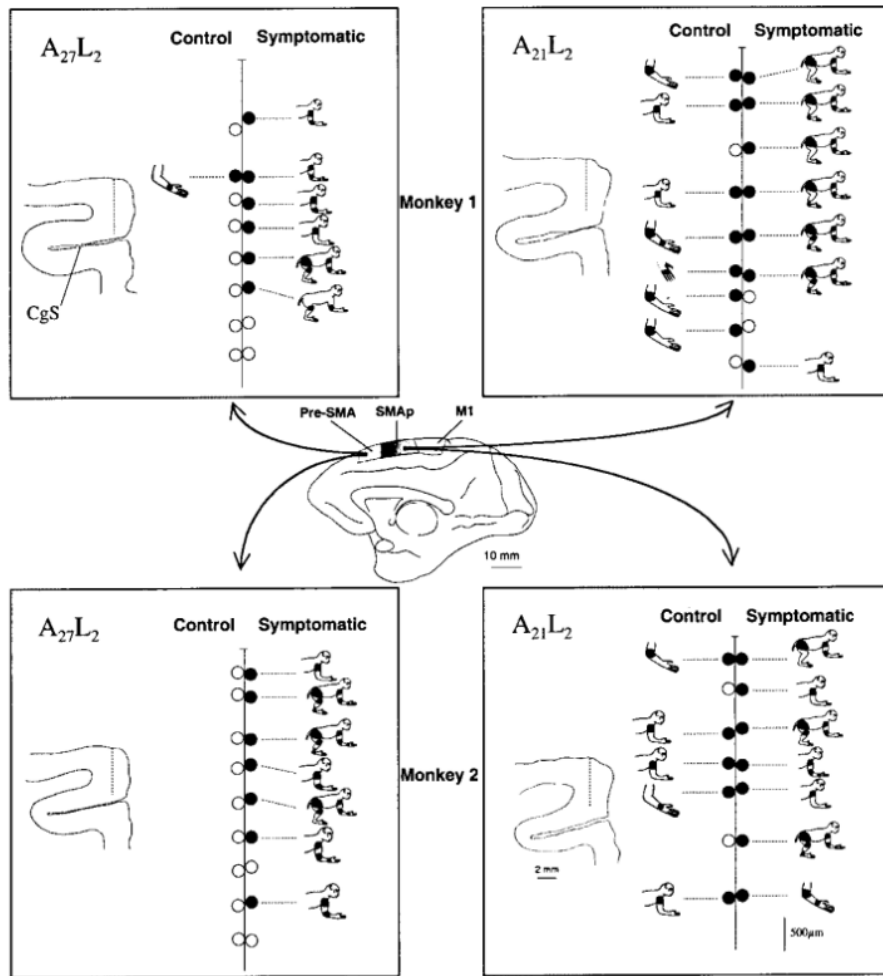 A27L2
Control Symptomatic
CgS
A21L2
Control Symptomatic
Monkey 1
Pre-SMA SMAp M1
10 mm
A27L2
Control Symptomatic
Monkey 2
A21L2
Control Symptomatic
2 mm
500µm